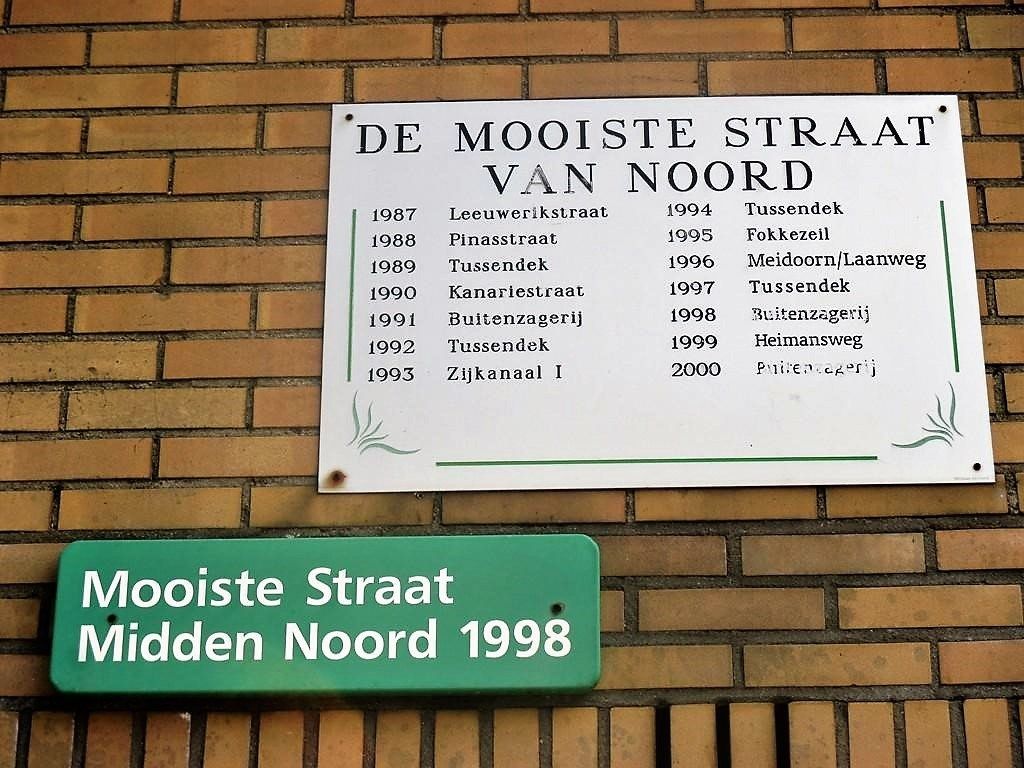 DE MOOISTE STRAAT
VAN NOORD
1987 Leeuwerikstraat
1988 Pinasstraat
1989 Tussendek
1990 Kanariestraat
1991 Buitenzagerij
1992 Tussendek
1993 Zijkanaal I
1994 Tussendek
1995 Fokkezeil
1996 Meidoorn/Laanweg
1997 Tussendek
1998 Buitenzagerij
1999 Heimansweg
2000 Buitenzagerij
Mooiste Straat
Midden Noord 1998